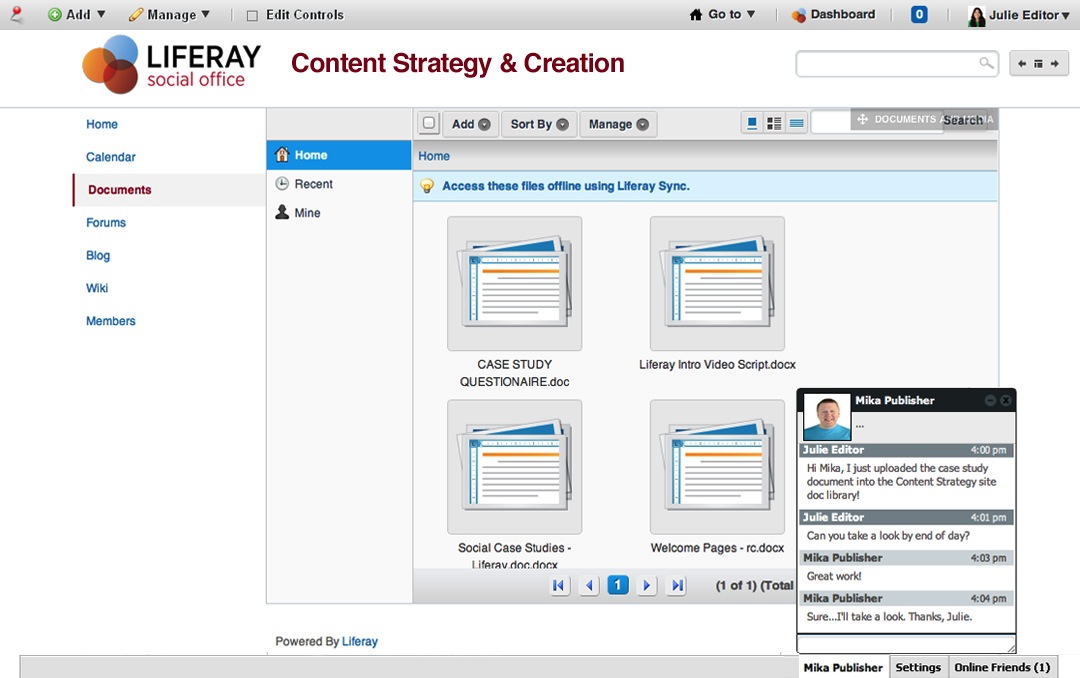 Add Manage Edit Controls Go to Dashboard 0 Julie Editor
LIFERAY
social office
Content Strategy & Creation
Home
Calendar
Documents
Forums
Blog
Wiki
Members
Home
Recent
Mine
Add Sort By Manage DOCUMENTS Search
Home
Access these files offline using Liferay Sync.
CASE STUDY
QUESTIONAIRE.doc
Liferay Intro Video Script.docx
Social Case Studies -
Liferay.doc.docx
Welcome Pages - rc.docx
1 (1 of 1) (Total
Powered By Liferay
Mika Publisher
...
Julie Editor 4:00 pm
Hi Mika, I just uploaded the case study
document into the Content Strategy site
doc library!
Julie Editor 4:01 pm
Can you take a look by end of day?
Mika Publisher 4:03 pm
Great work!
Mika Publisher 4:04 pm
Sure...I'll take a look. Thanks, Julie.
Mika Publisher Settings Online Friends (1)